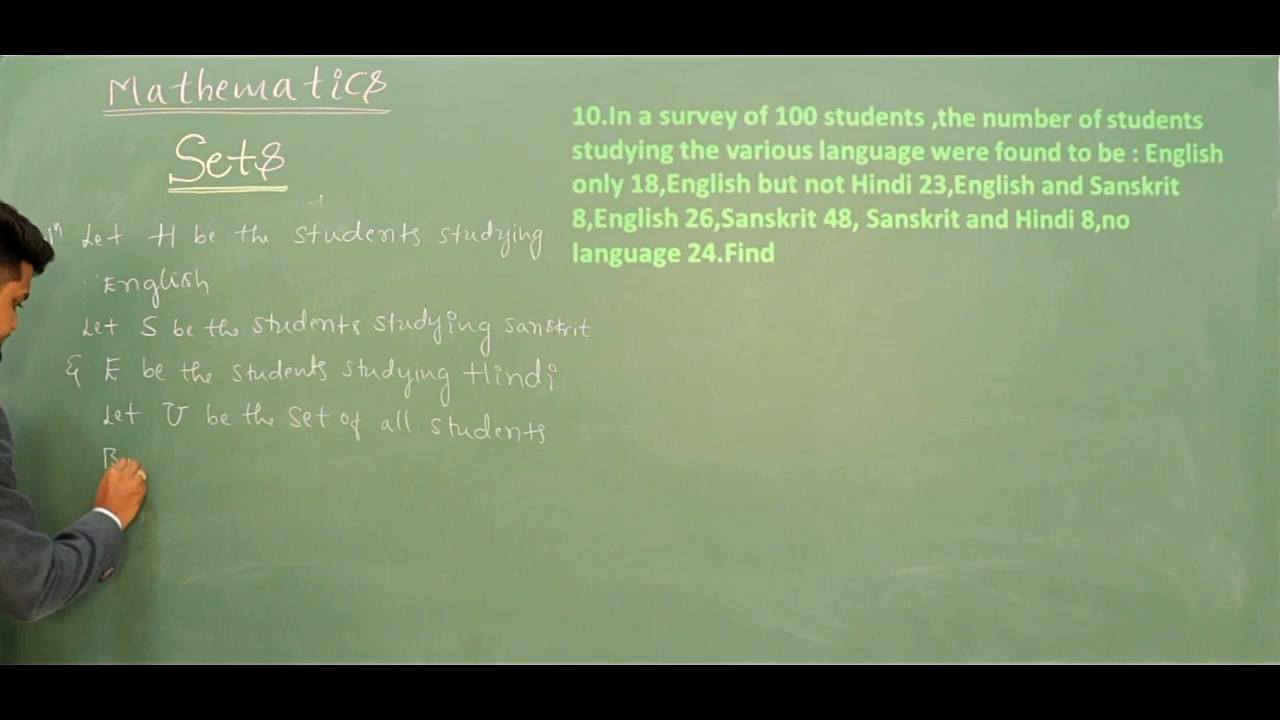 Mathematics
Sets
10.In a survey of 100 students ,the number of students
studying the various language were found to be : English
only 18,English but not Hindi 23,English and Sanskrit
8,English 26,Sanskrit 48, Sanskrit and Hindi 8,no
language 24.Find
Let H be the students studying
English
Let S be the students studying sanskrit
& E be the students studying Hindi
Let U be the set of all students